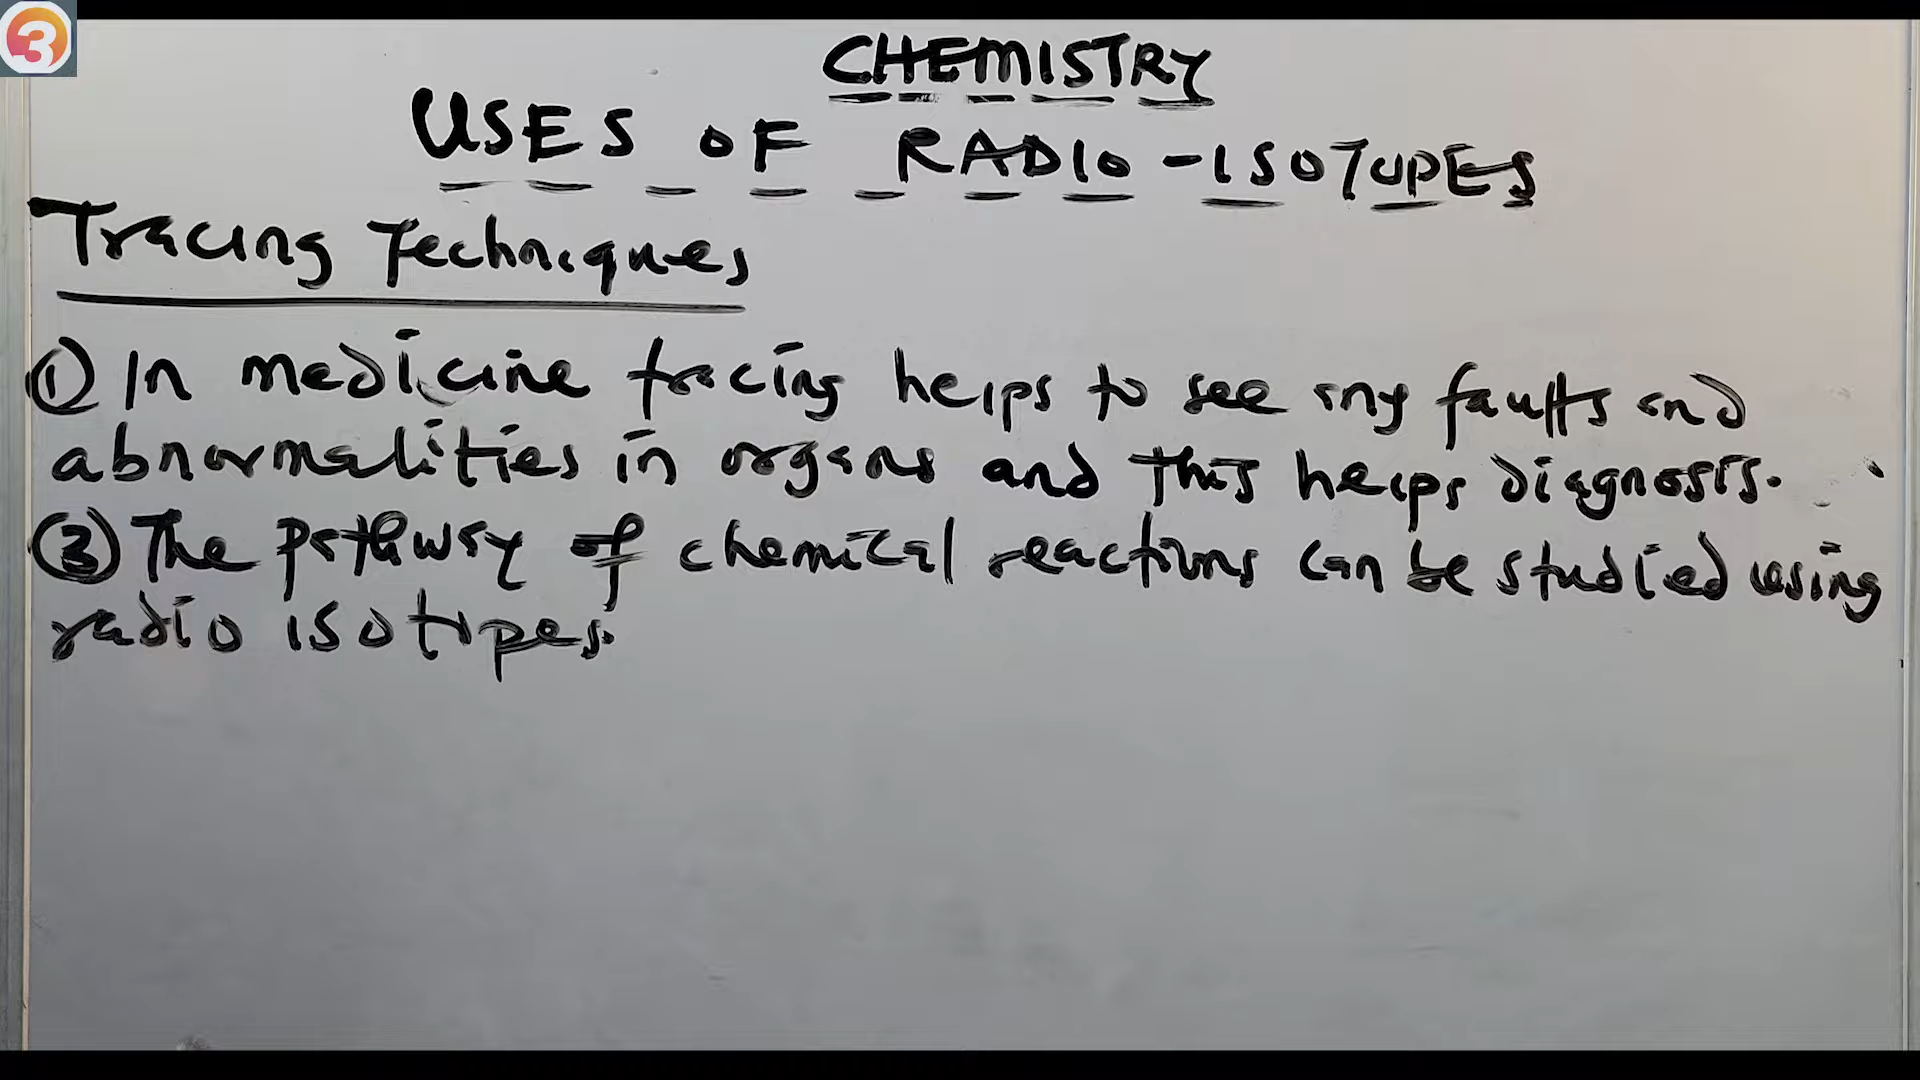 3
CHEMISTRY
USES OF RADIO-ISOTOPES
Tracing Techniques
① In medicine tracing helps to see any faults and
abnormalities in organs and this helps diagnosis.
② The pathway of chemical reactions can be studied using
radio isotopes.